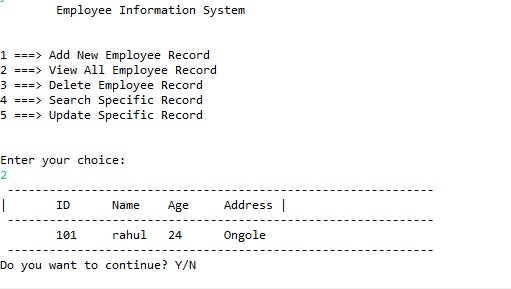 Employee Information System
1 ===> Add New Employee Record
2 ===> View All Employee Record
3 ===> Delete Employee Record
4 ===> Search Specific Record
5 ===> Update Specific Record
Enter your choice:
2
-------------------------------------------------------------
| ID Name Age Address |
-------------------------------------------------------------
101 rahul 24 Ongole
-------------------------------------------------------------
Do you want to continue? Y/N